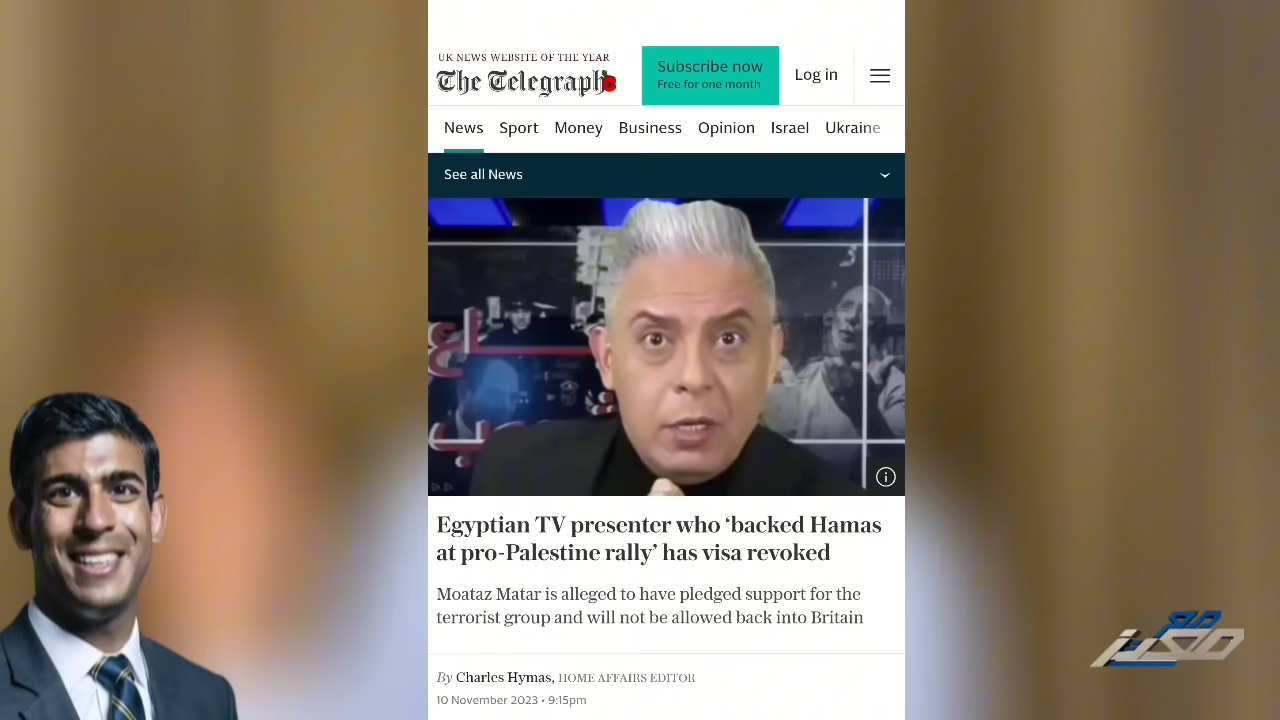 UK NEWS WEBSITE OF THE YEAR
The Telegraph
Subscribe now
Free for one month
Log in
News Sport Money Business Opinion Israel Ukraine
See all News
Egyptian TV presenter who ‘backed Hamas
at pro-Palestine rally’ has visa revoked
Moataz Matar is alleged to have pledged support for the
terrorist group and will not be allowed back into Britain
By Charles Hymas, HOME AFFAIRS EDITOR
10 November 2023 • 9:15pm
مع معتز